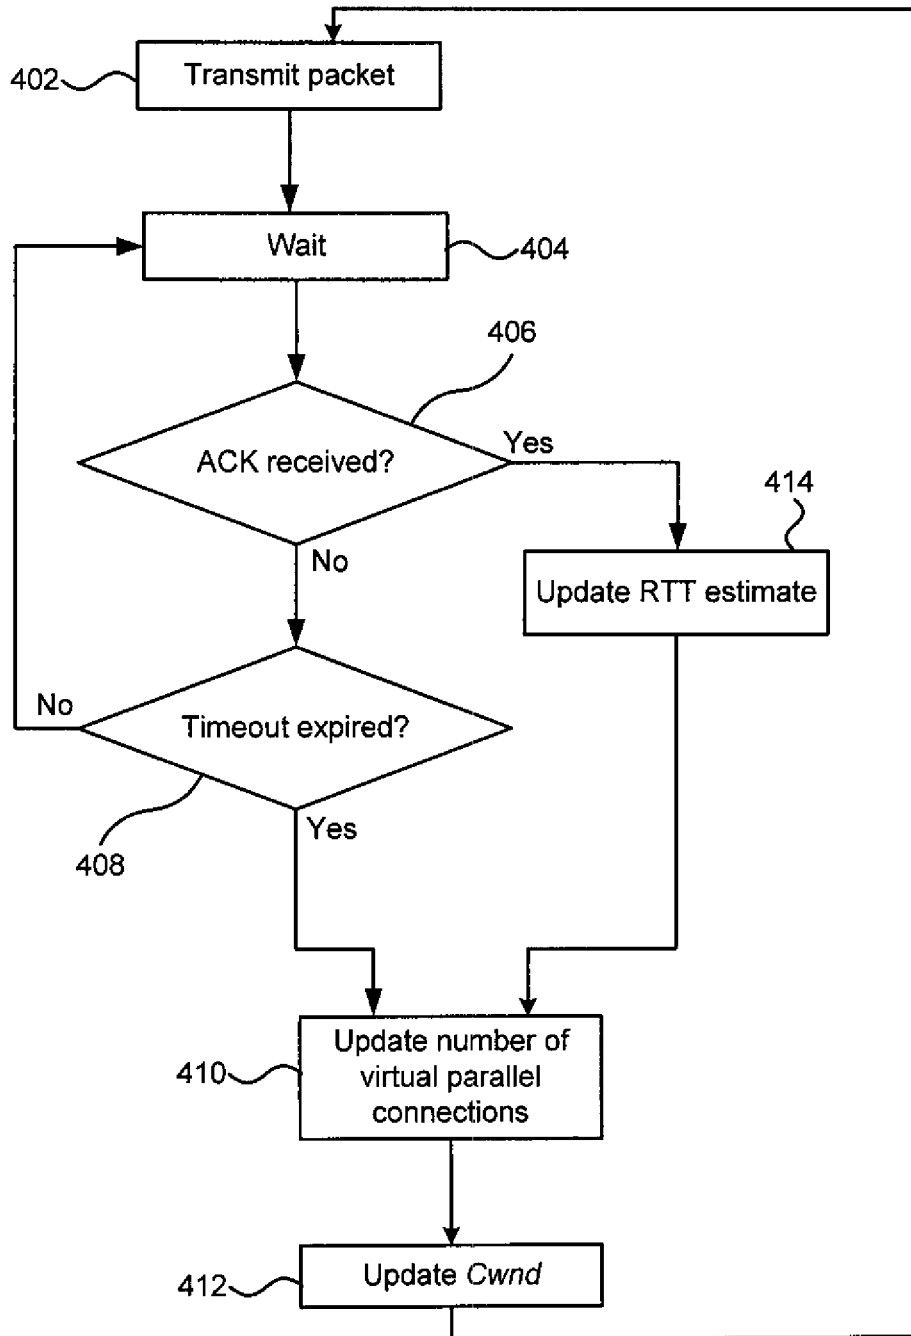 402
Transmit packet
Wait
404
406
ACK received?
Yes
414
No
Update RTT estimate
No
Timeout expired?
Yes
408
410
Update number of
virtual parallel
connections
412
Update Cwnd